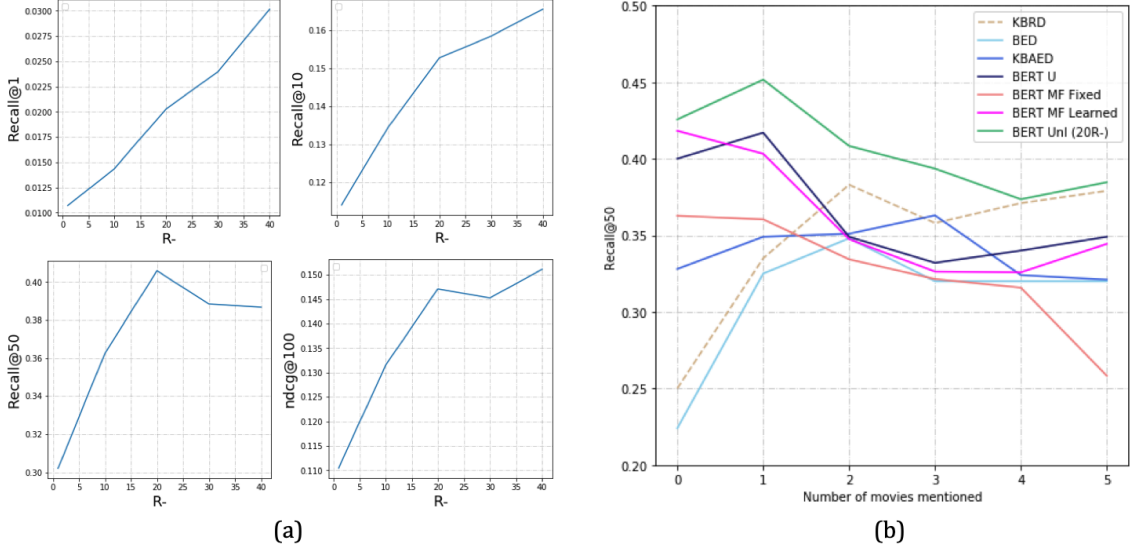 0.0300
0.0275
0.0250
0.0225
0.0200
0.0175
0.0150
0.0125
0.0100
Recall@1
0 5 10 15 20 25 30 35 40
R-
0.16
0.15
0.14
0.13
0.12
Recall@10
0 5 10 15 20 25 30 35 40
R-
0.40
0.38
0.36
0.34
0.32
0.30
Recall@50
0 5 10 15 20 25 30 35 40
R-
0.150
0.145
0.140
0.135
0.130
0.125
0.120
0.115
0.110
ndcg@100
0 5 10 15 20 25 30 35 40
R-
(a)
0.50
0.45
0.40
0.35
0.30
0.25
0.20
Recall@50
KBRD
BED
KBAED
BERT U
BERT MF Fixed
BERT MF Learned
BERT UnI (20R-)
0 1 2 3 4 5
Number of movies mentioned
(b)